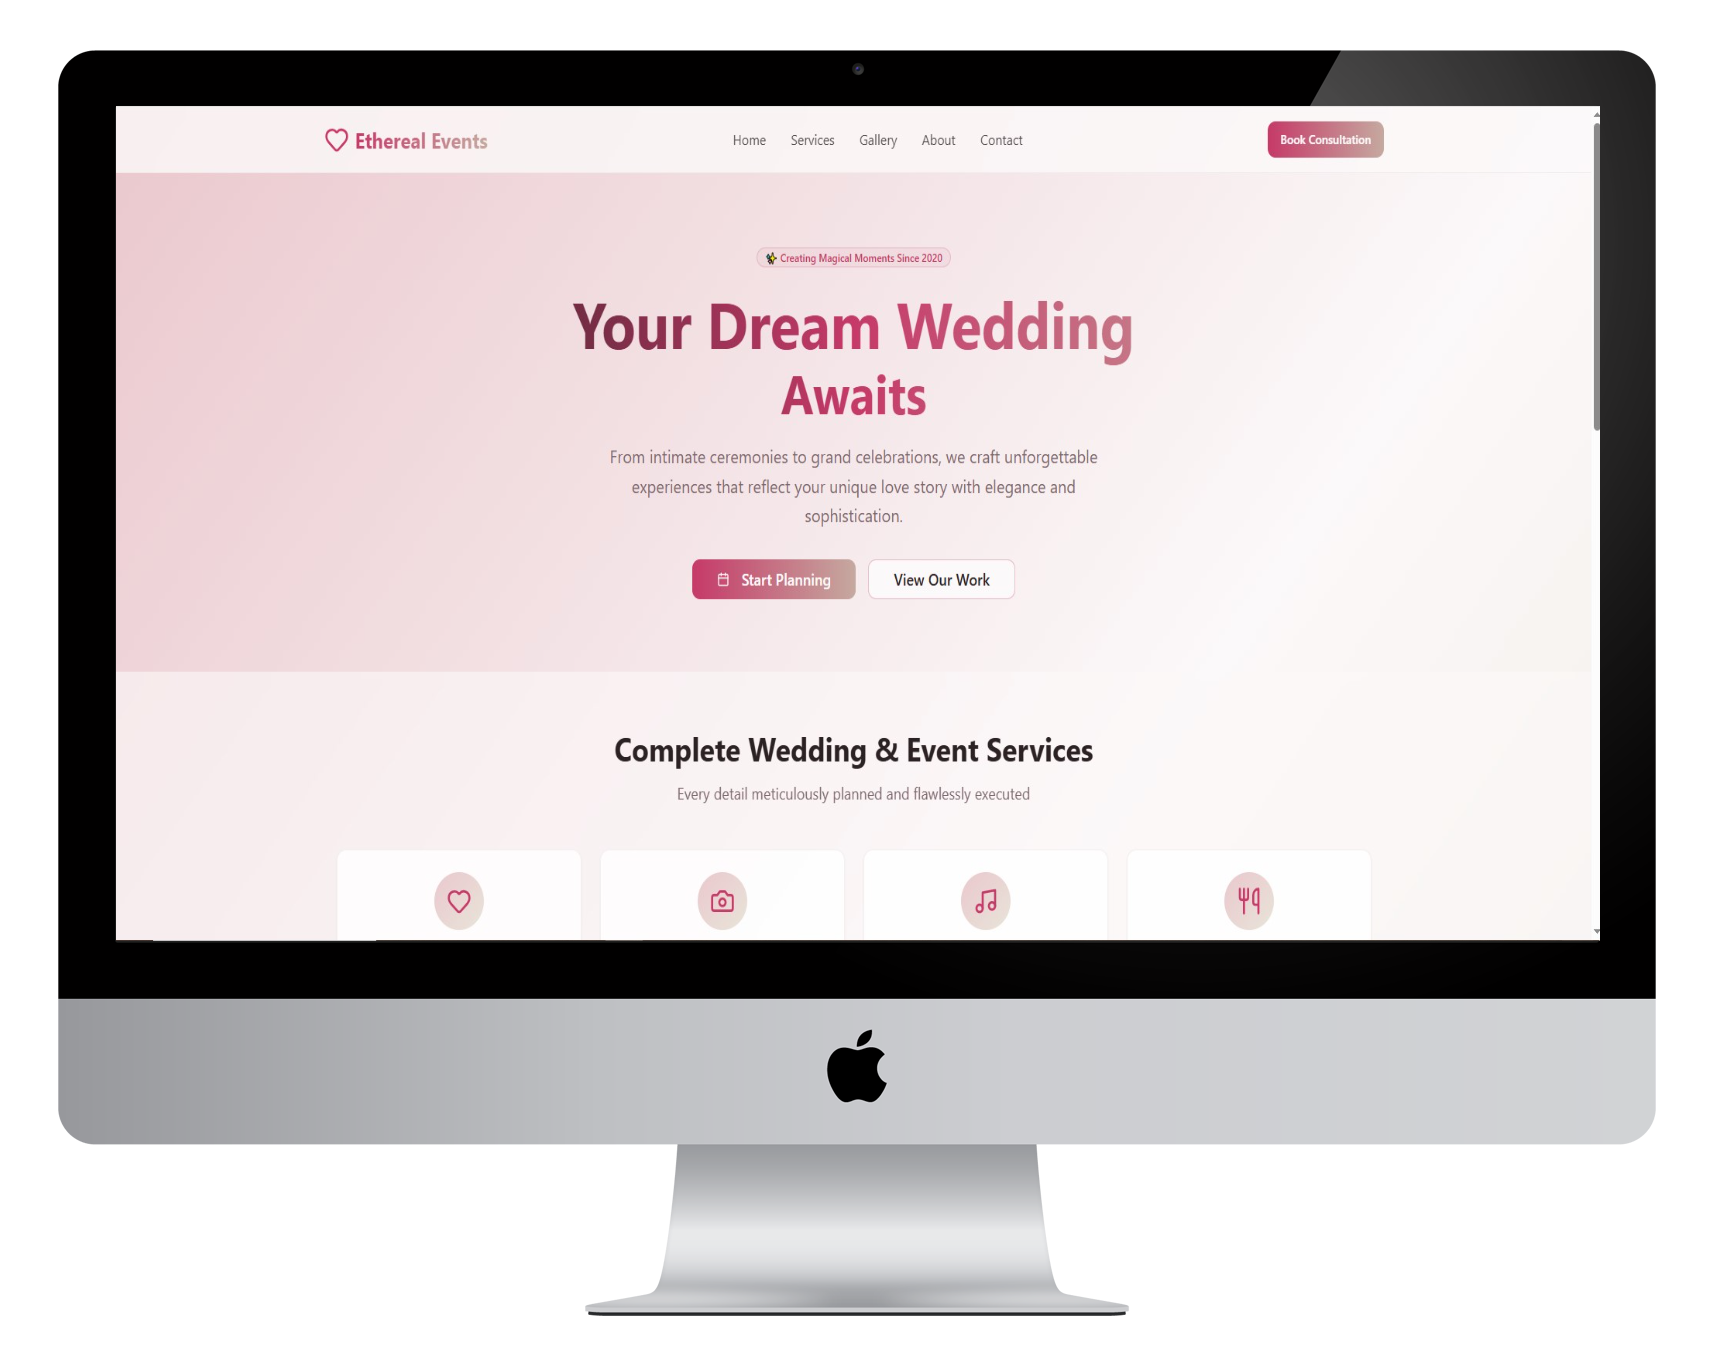 Ethereal Events
Home Services Gallery About Contact
Book Consultation
✨ Creating Magical Moments Since 2020
Your Dream Wedding
Awaits
From intimate ceremonies to grand celebrations, we craft unforgettable
experiences that reflect your unique love story with elegance and
sophistication.
Start Planning
View Our Work
Complete Wedding & Event Services
Every detail meticulously planned and flawlessly executed